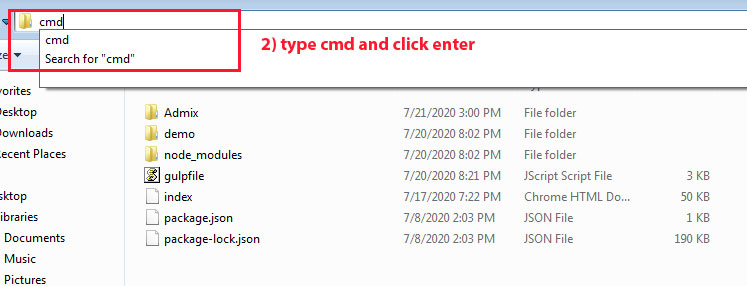 cmd
cmd
Search for "cmd"
2) type cmd and click enter
Admix 7/21/2020 3:00 PM File folder
demo 7/20/2020 8:02 PM File folder
node_modules 7/20/2020 8:02 PM File folder
gulpfile 7/20/2020 8:21 PM JScript Script File 3 KB
index 7/17/2020 7:22 PM Chrome HTML Do... 50 KB
package.json 7/8/2020 2:03 PM JSON File 1 KB
package-lock.json 7/8/2020 2:03 PM JSON File 190 KB
vorites
Desktop
Downloads
Recent Places
sktop
ibraries
Documents
Music
Pictures